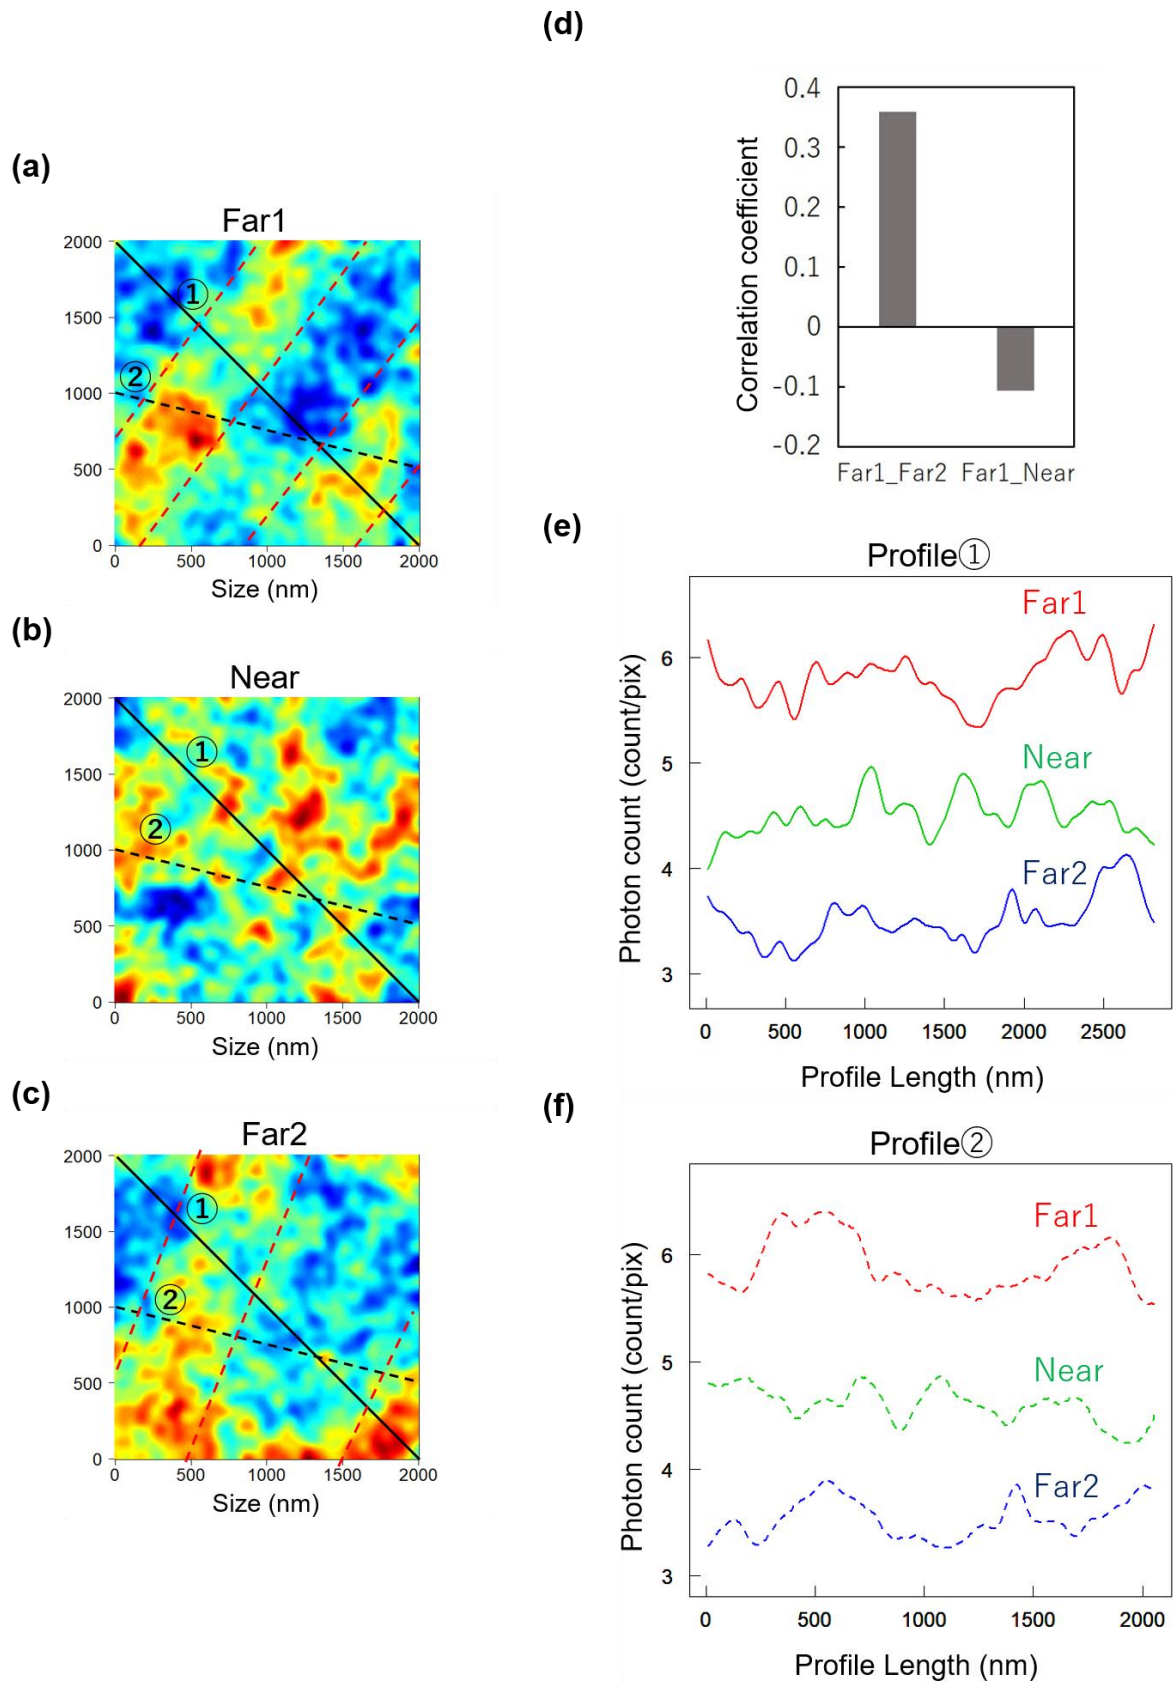 (a)
Far1
2000
1500
1000
500
0
①
②
0 500 1000 1500 2000
Size (nm)
(b)
Near
2000
1500
1000
500
0
①
②
0 500 1000 1500 2000
Size (nm)
(c)
Far2
2000
1500
1000
500
0
①
②
0 500 1000 1500 2000
Size (nm)
(d)
Correlation coefficient
0.4
0.3
0.2
0.1
0
-0.1
-0.2
Far1_Far2 Far1_Near
(e)
Profile①
Photon count (count/pix)
6
5
4
3
Far1
Near
Far2
0 500 1000 1500 2000 2500
Profile Length (nm)
(f)
Profile②
Photon count (count/pix)
6
5
4
3
Far1
Near
Far2
0 500 1000 1500 2000
Profile Length (nm)